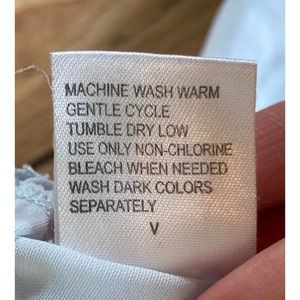 MACHINE WASH WARM
GENTLE CYCLE
TUMBLE DRY LOW
USE ONLY NON-CHLORINE
BLEACH WHEN NEEDED
WASH DARK COLORS
SEPARATELY
V